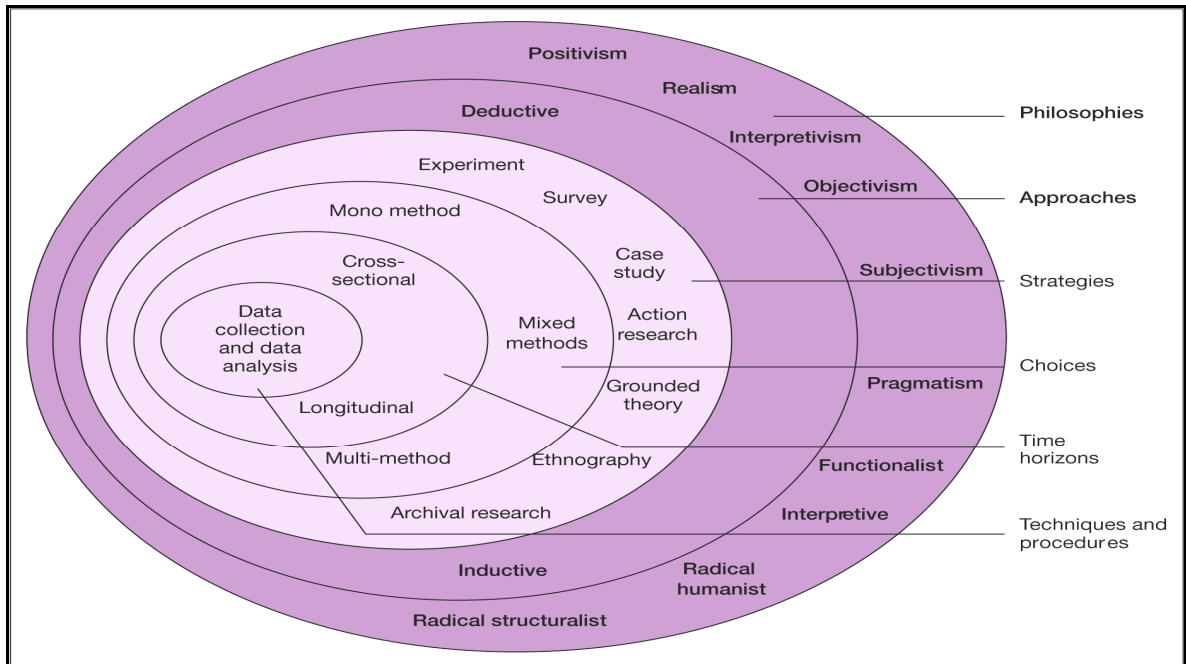 Positivism
Realism
Deductive
Philosophies
Interpretivism
Experiment
Objectivism
Survey
Approaches
Mono method
Case
study
Cross-
sectional
Subjectivism
Strategies
Data
collection
and data
analysis
Mixed
methods
Action
research
Choices
Pragmatism
Grounded
theory
Longitudinal
Time
horizons
Multi-method
Ethnography
Functionalist
Archival research
Interpretive
Techniques and
procedures
Inductive
Radical
humanist
Radical structuralist